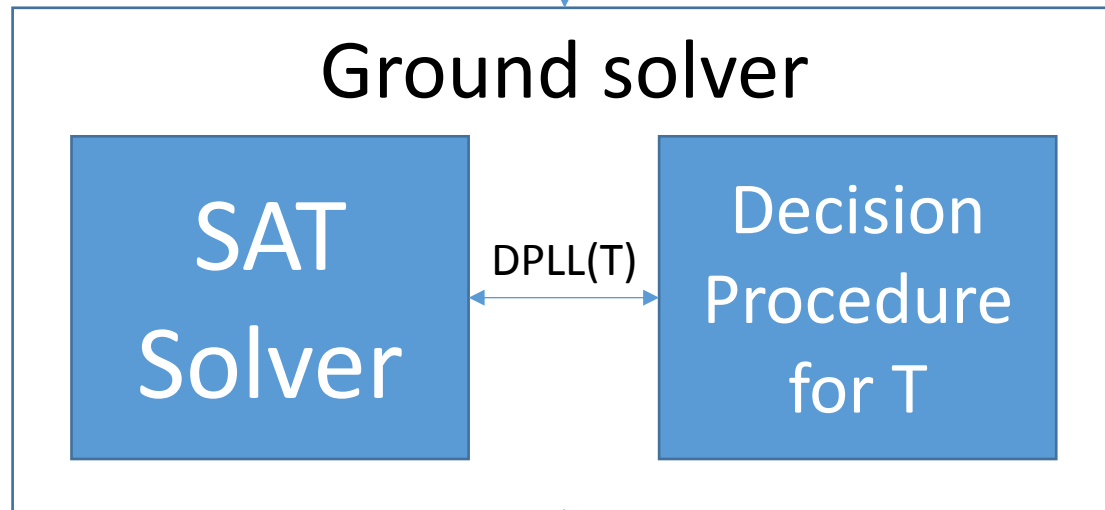 Ground solver
SAT
Solver
DPLL(T)
Decision
Procedure
for T